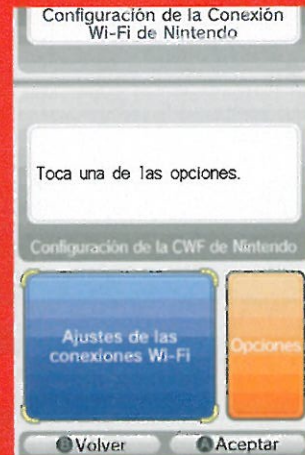 Configuración de la Conexión
Wi-Fi de Nintendo
Toca una de las opciones.
Configuración de la CWF de Nintendo
Ajustes de las
conexiones Wi-Fi
Opciones
B Volver
A Aceptar